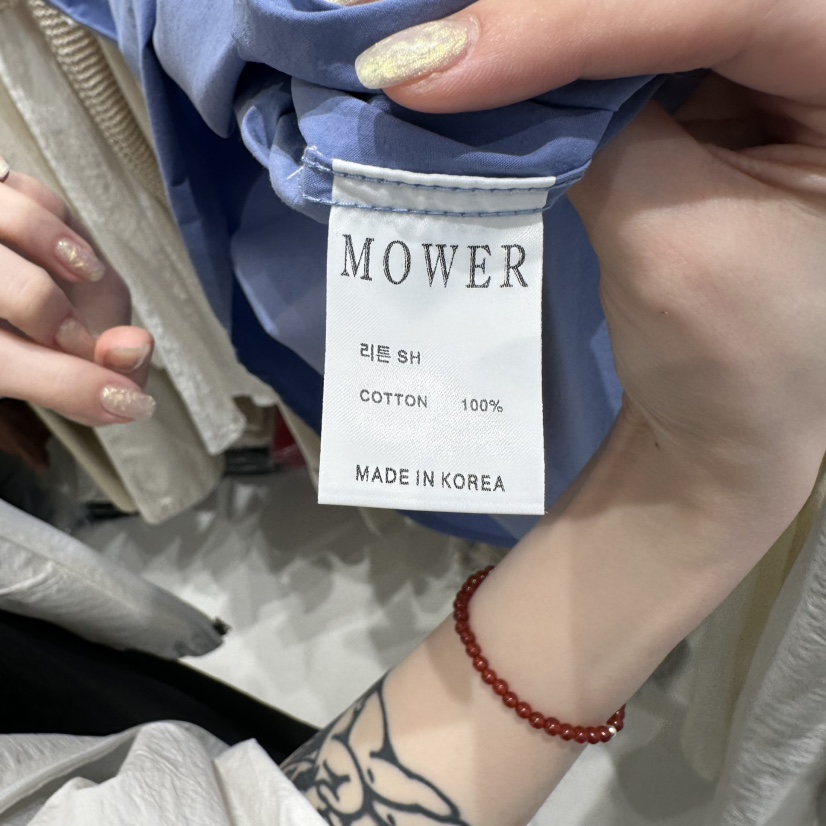 MOWER
리튼 SH
COTTON 100%
MADE IN KOREA